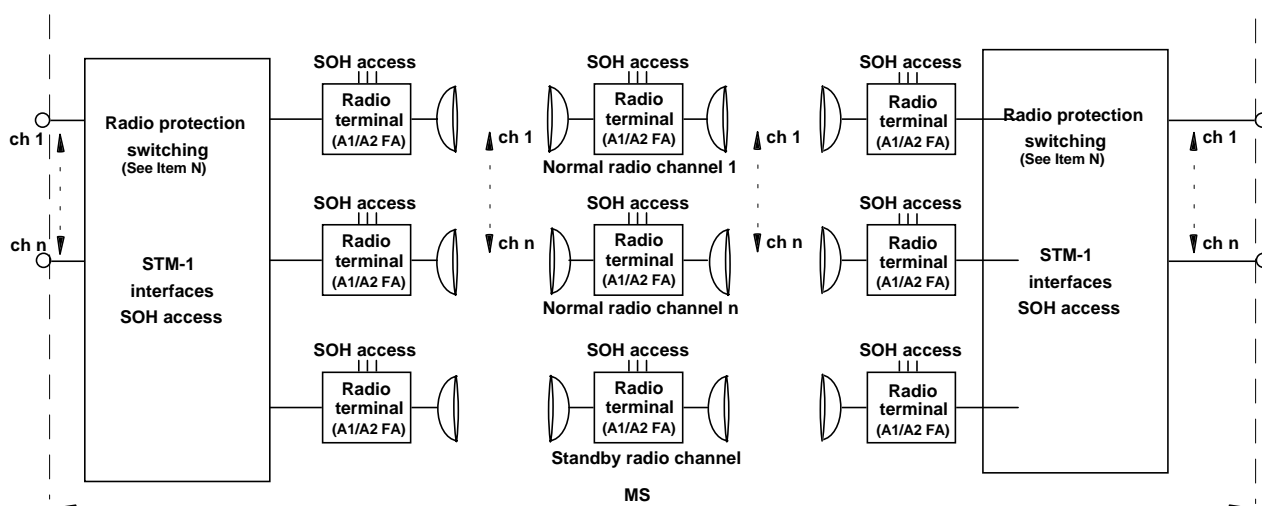 SOH access
SOH access
SOH access
Radio
terminal
(A1/A2 FA)
Radio
terminal
(A1/A2 FA)
Radio
terminal
(A1/A2 FA)
Radio protection
switching
(See Item N)
Radio protection
switching
(See Item N)
ch 1
ch 1
ch 1
ch 1
Normal radio channel 1
SOH access
SOH access
SOH access
Radio
terminal
(A1/A2 FA)
Radio
terminal
(A1/A2 FA)
Radio
terminal
(A1/A2 FA)
ch n
ch n
ch n
ch n
STM-1
interfaces
SOH access
STM-1
interfaces
SOH access
Normal radio channel n
SOH access
SOH access
SOH access
Radio
terminal
(A1/A2 FA)
Radio
terminal
(A1/A2 FA)
Radio
terminal
(A1/A2 FA)
Standby radio channel
MS